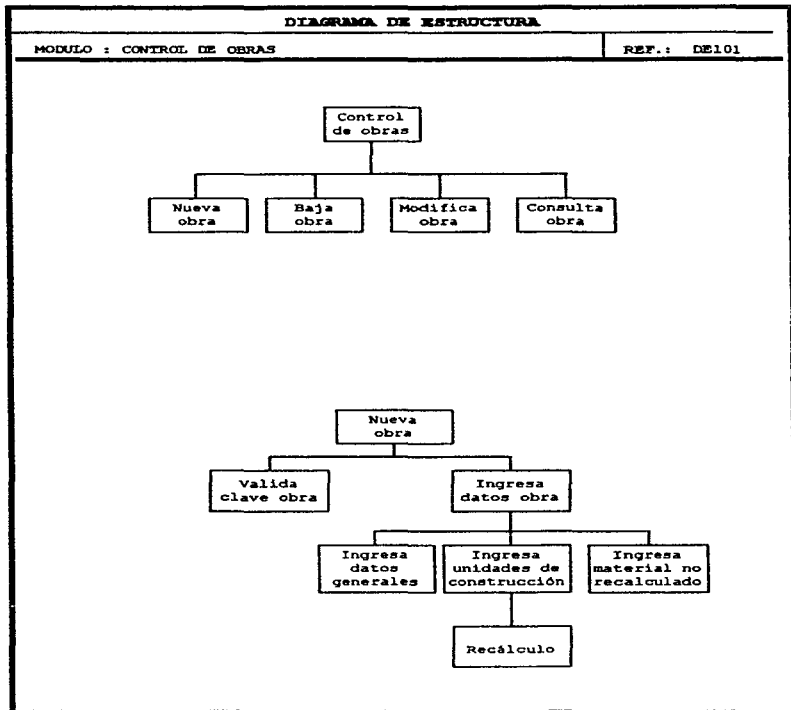 DIAGRAMA DE ESTRUCTURA
MODULO : CONTROL DE OBRAS
REF.: DE101
Control
de obras
Nueva
obra
Baja
obra
Modifica
obra
Consulta
obra
Nueva
obra
Valida
clave obra
Ingresa
datos obra
Ingresa
datos
generales
Ingresa
unidades de
construcción
Ingresa
material no
recalculado
Recálculo